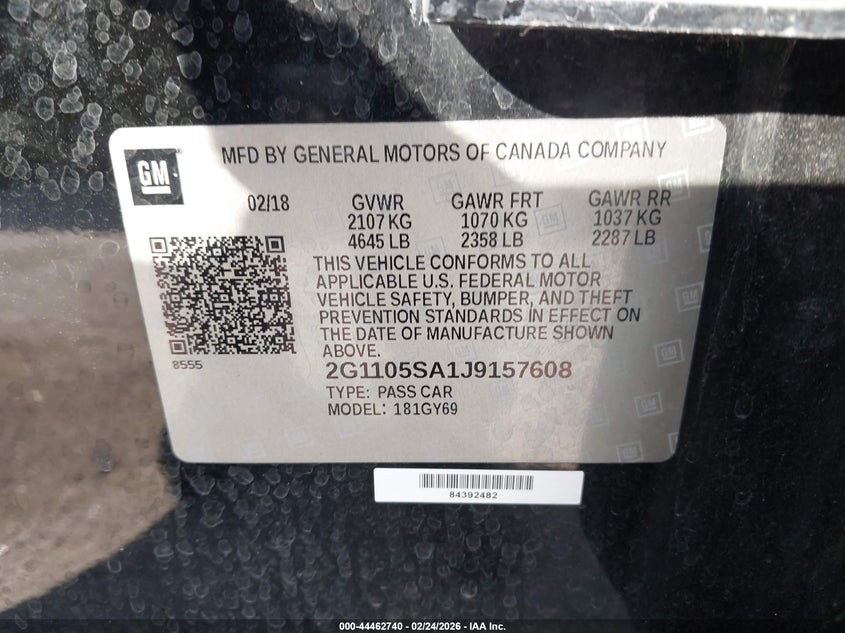 GM
MFD BY GENERAL MOTORS OF CANADA COMPANY
02/18 GVWR GAWR FRT GAWR RR
2107 KG 1070 KG 1037 KG
4645 LB 2358 LB 2287 LB
THIS VEHICLE CONFORMS TO ALL
APPLICABLE U.S. FEDERAL MOTOR
VEHICLE SAFETY, BUMPER, AND THEFT
PREVENTION STANDARDS IN EFFECT ON
THE DATE OF MANUFACTURE SHOWN
ABOVE.
8555
2G1105SA1J9157608
TYPE: PASS CAR
MODEL: 181GY69
84392482
000-44462740 - 02/24/2026 - IAA Inc.